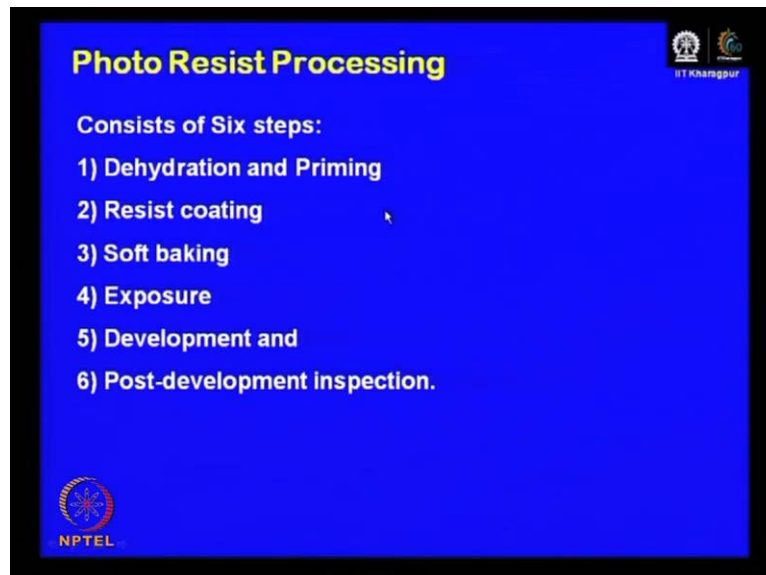 Photo Resist Processing
IIT Kharagpur
Consists of Six steps:
1) Dehydration and Priming
2) Resist coating
3) Soft baking
4) Exposure
5) Development and
6) Post-development inspection.
NPTEL